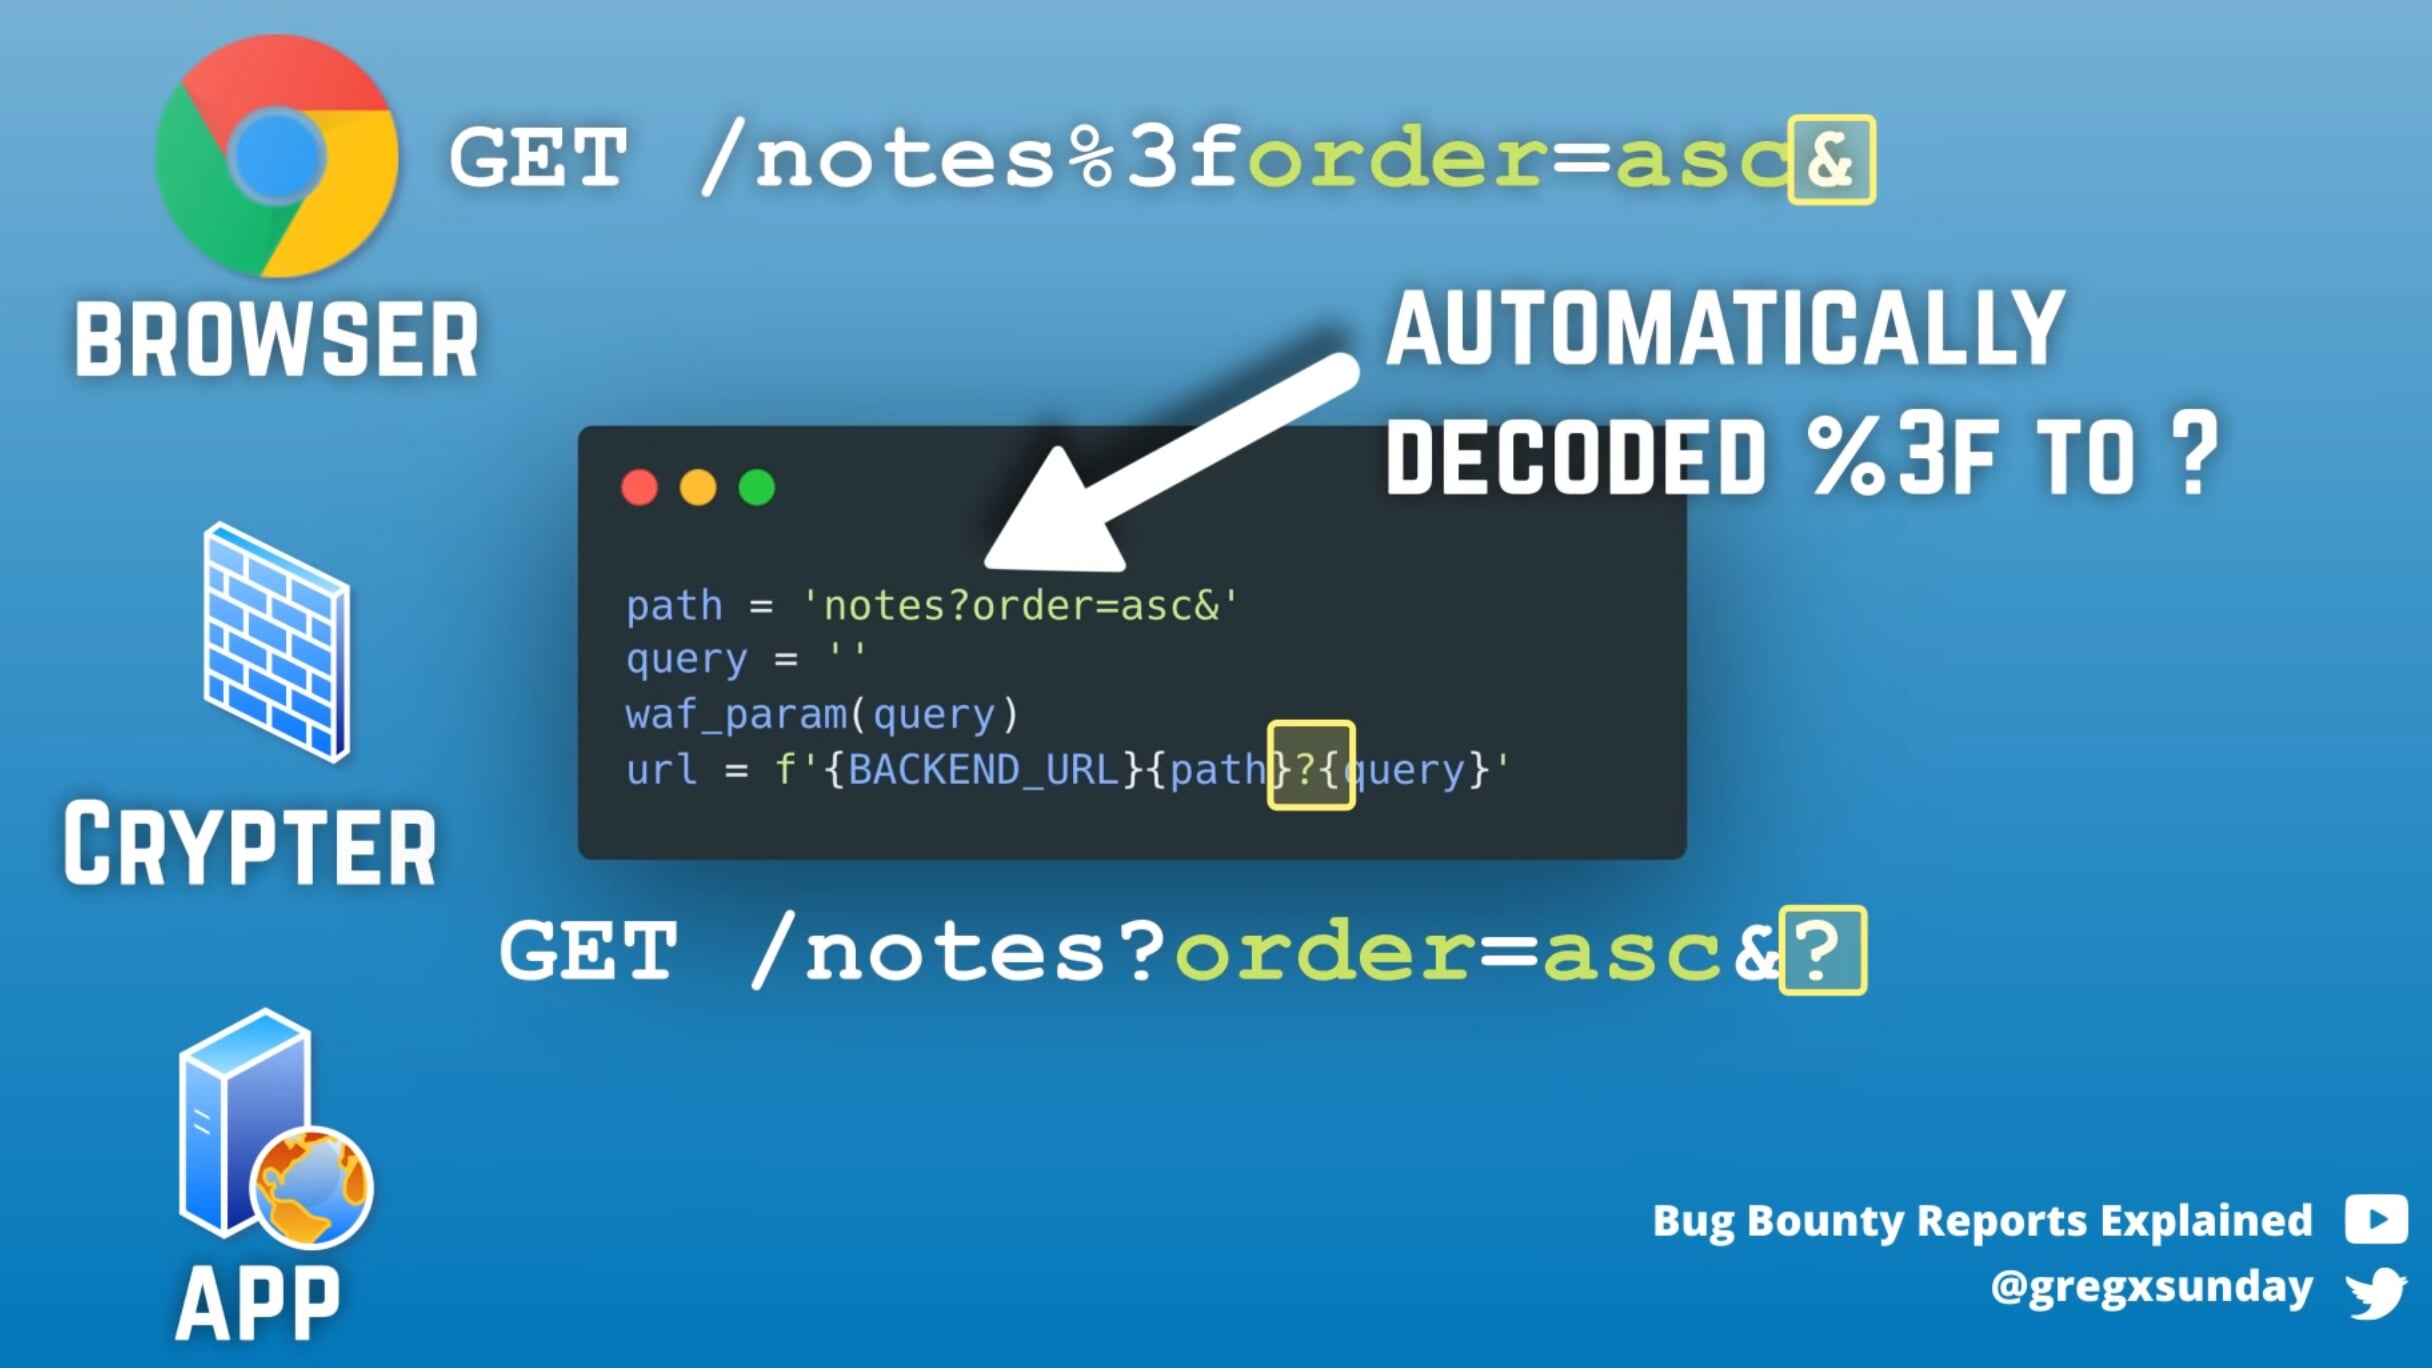 GET /notes%3forder=asc&
BROWSER
AUTOMATICALLY
DECODED %3F TO ?
path = 'notes?order=asc&'
query = ''
waf_param(query)
url = f'{BACKEND_URL}{path}?{query}'
CRYPTER
GET /notes?order=asc&?
APP
Bug Bounty Reports Explained
@gregxsunday